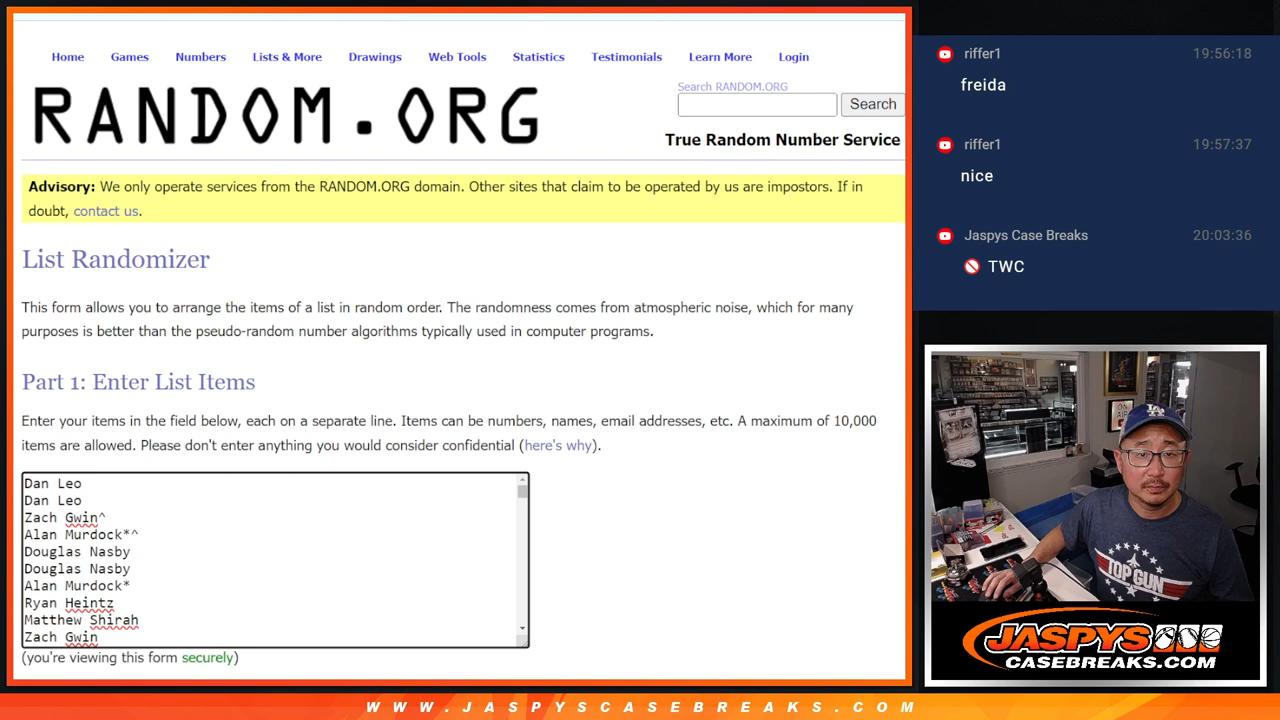 Home Games Numbers Lists & More Drawings Web Tools Statistics Testimonials Learn More Login
RANDOM.ORG
Search RANDOM.ORG
Search
True Random Number Service
Advisory: We only operate services from the RANDOM.ORG domain. Other sites that claim to be operated by us are impostors. If in
doubt, contact us.
List Randomizer
This form allows you to arrange the items of a list in random order. The randomness comes from atmospheric noise, which for many
purposes is better than the pseudo-random number algorithms typically used in computer programs.
Part 1: Enter List Items
Enter your items in the field below, each on a separate line. Items can be numbers, names, email addresses, etc. A maximum of 10,000
items are allowed. Please don't enter anything you would consider confidential (here's why).
Dan Leo
Dan Leo
Zach Gwin^
Alan Murdock*^
Douglas Nasby
Douglas Nasby
Alan Murdock*
Ryan Heintz
Matthew Shirah
Zach Gwin
(you're viewing this form securely)
riffer1 19:56:18
freida
riffer1 19:57:37
nice
Jaspys Case Breaks 20:03:36
TWC
LA
TOP GUN
JASPYS
CASEBREAKS.COM
WWW.JASPYSCASEBREAKS.COM